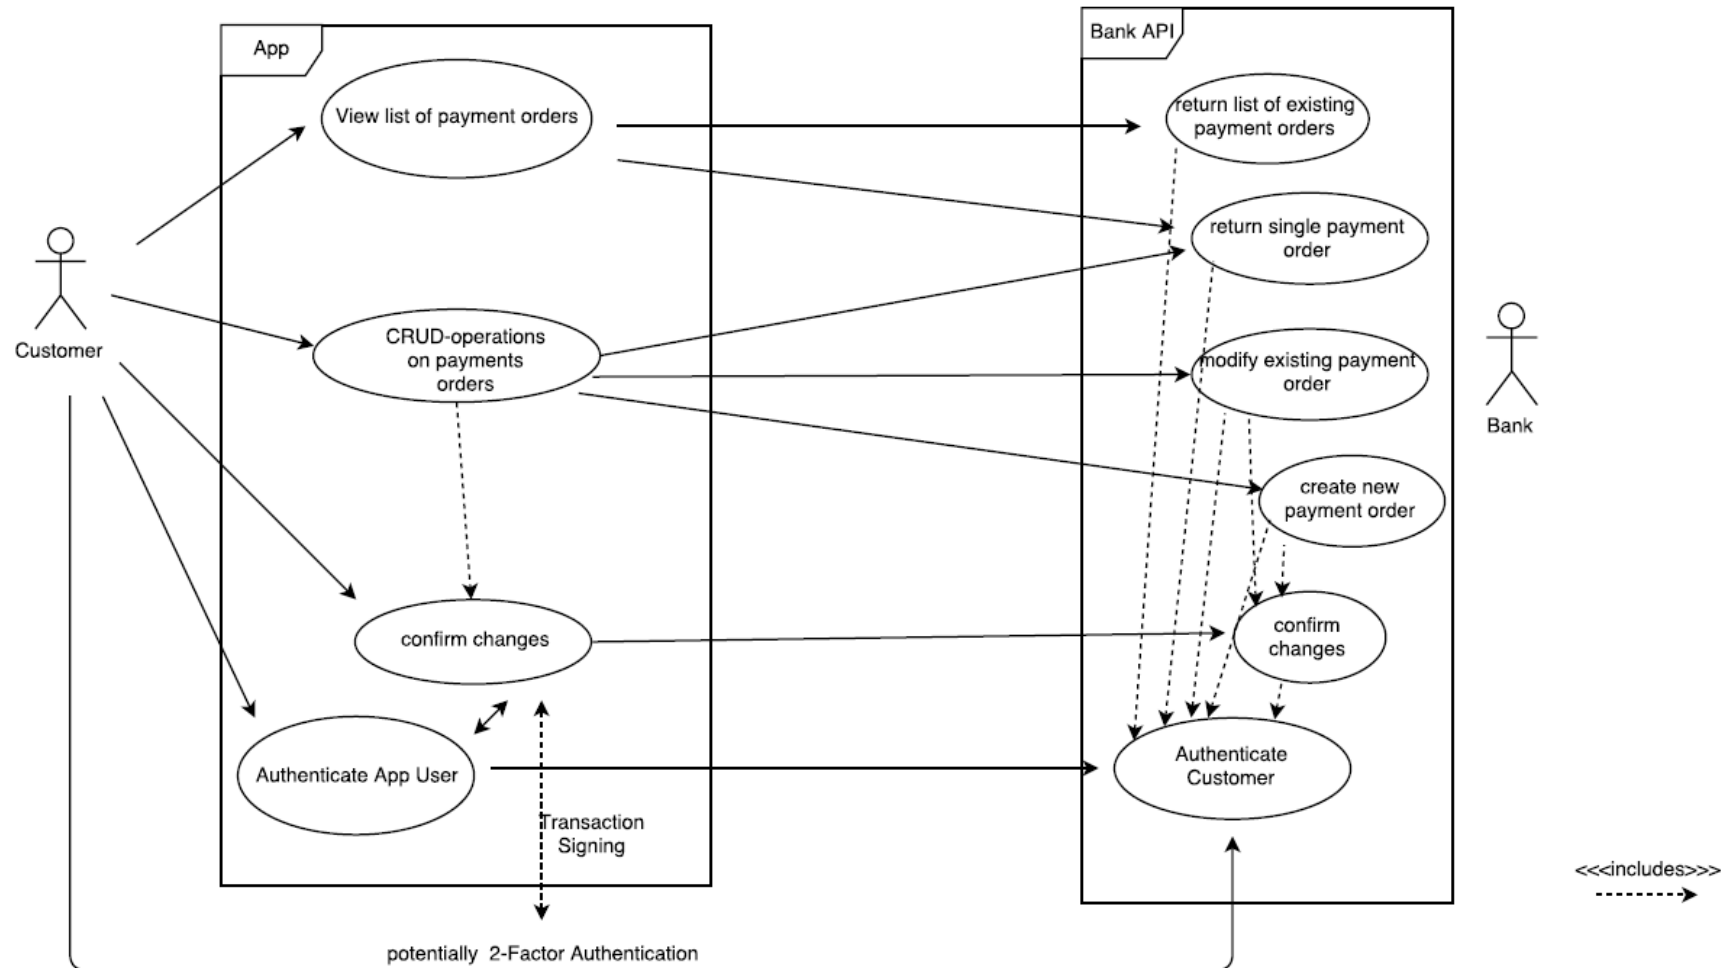 App
Bank API
View list of payment orders
return list of existing
payment orders
return single payment
order
Customer
CRUD-operations
on payments
orders
modify existing payment
order
Bank
create new
payment order
confirm changes
confirm
changes
Authenticate App User
Authenticate
Customer
Transaction
Signing
<<<includes>>>
potentially  2-Factor Authentication